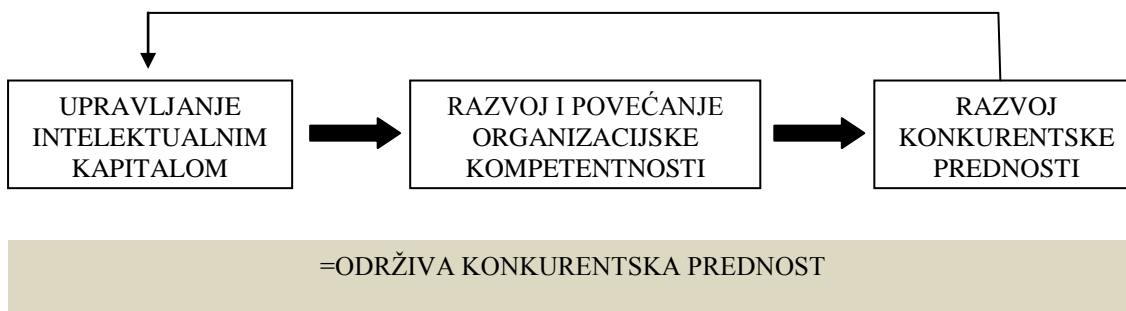 UPRAVLJANJE
INTELEKTUALNIM
KAPITALOM
RAZVOJ I POVEĆANJE
ORGANIZACIJSKE
KOMPETENTNOSTI
RAZVOJ
KONKURENTSKE
PREDNOSTI
=ODRŽIVA KONKURENTSKA PREDNOST